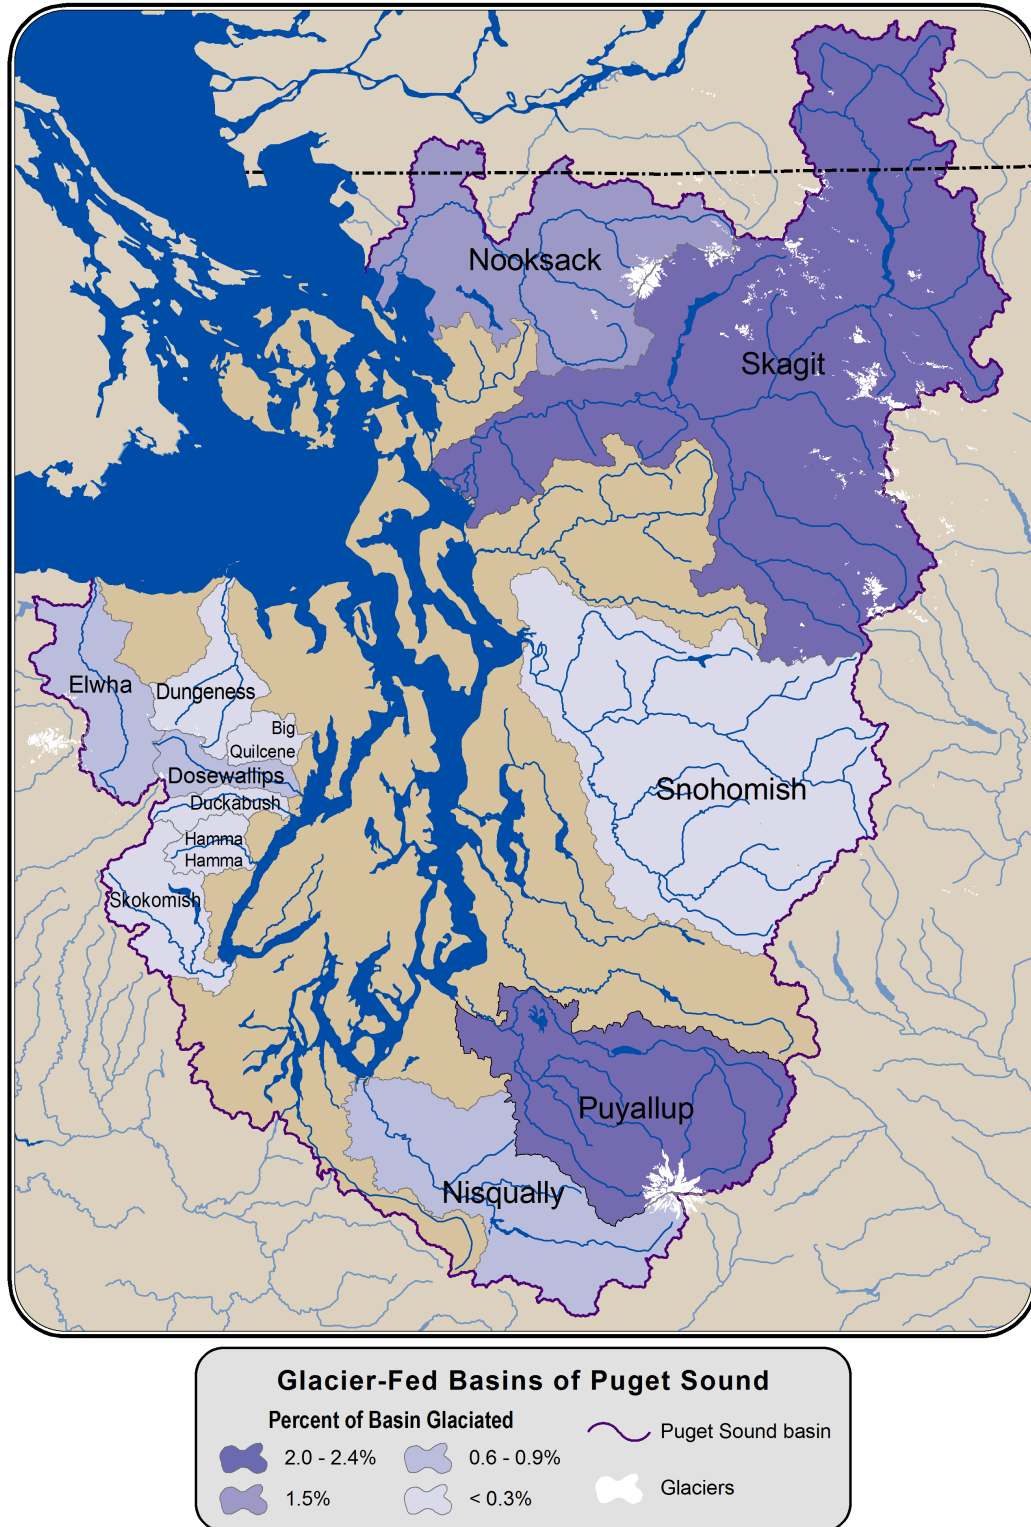 Nooksack
Skagit
Elwha
Dungeness
Big
Quilcene
Dosewallips
Duckabush
Hamma
Hamma
Skokomish
Snohomish
Puyallup
Nisqually
Glacier-Fed Basins of Puget Sound
Percent of Basin Glaciated
2.0 - 2.4%
0.6 - 0.9%
1.5%
< 0.3%
Puget Sound basin
Glaciers